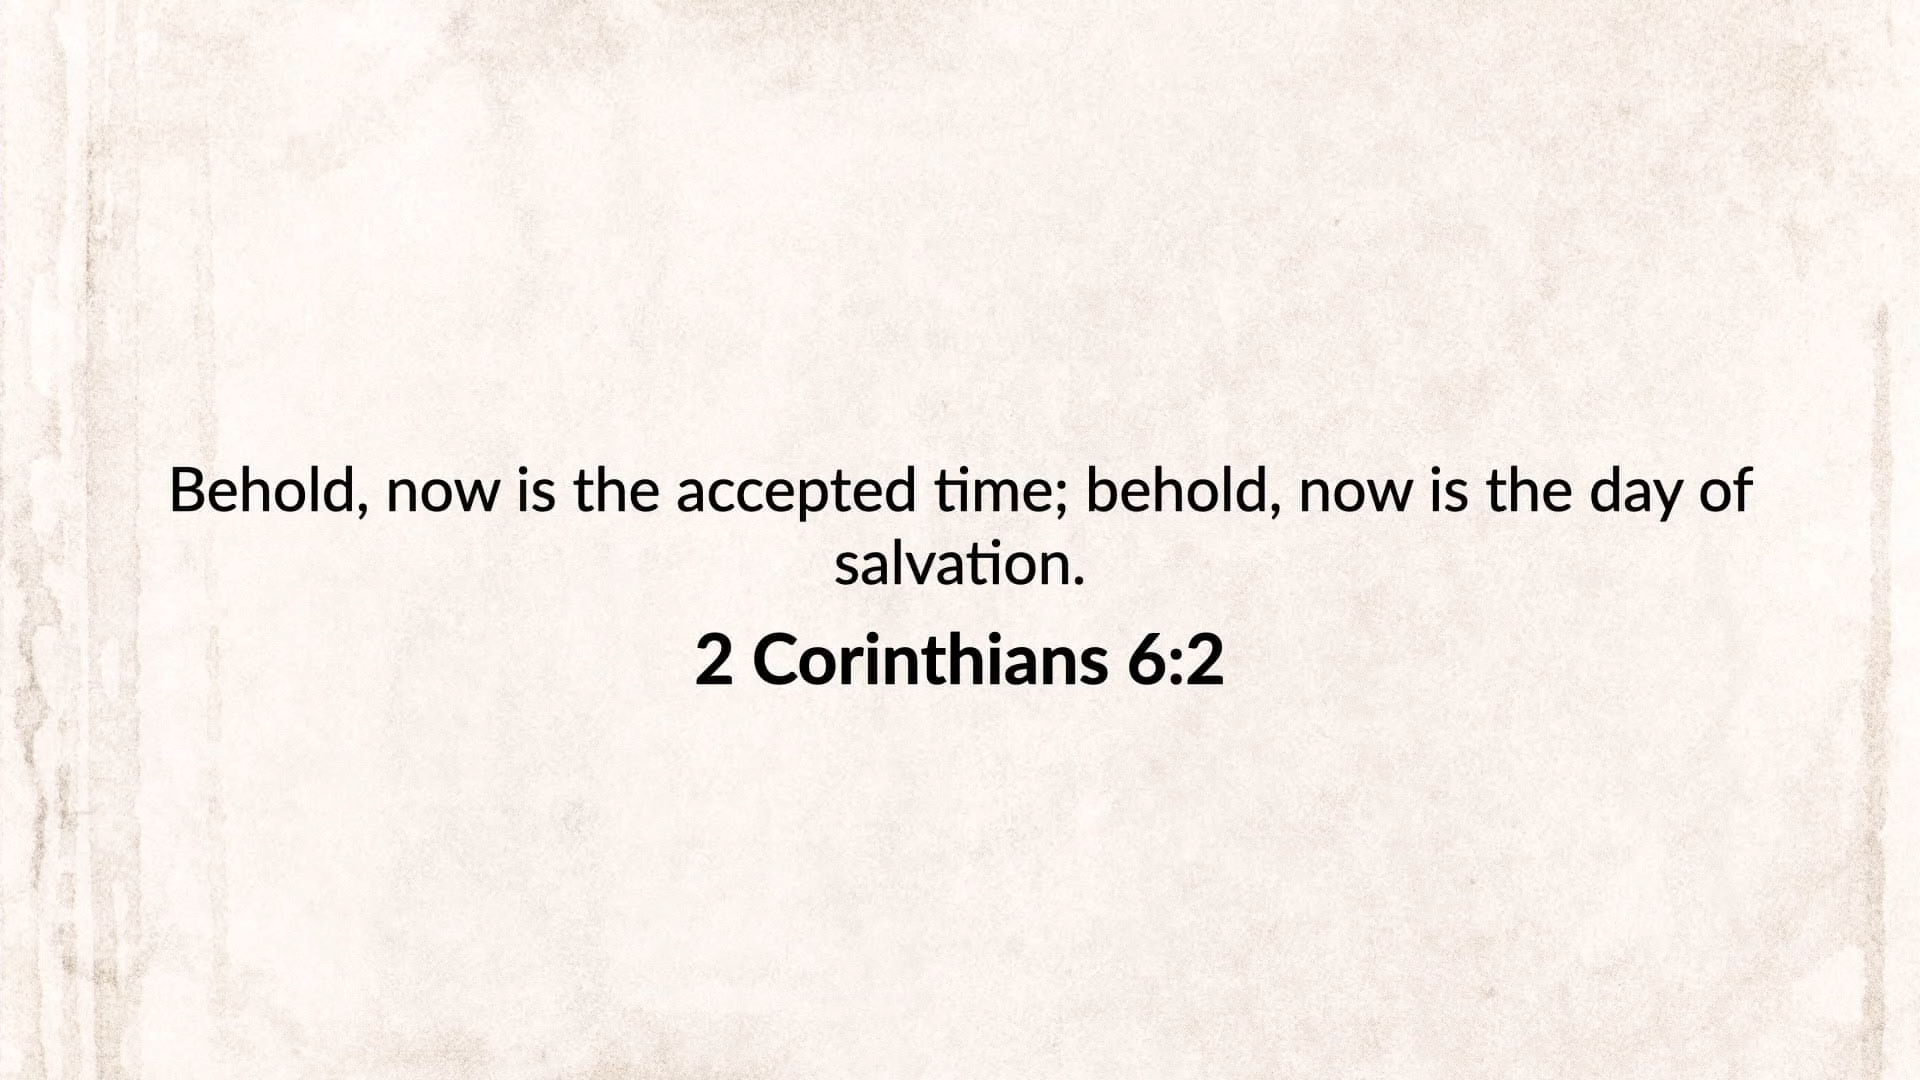 Behold, now is the accepted time; behold, now is the day of
salvation.
2 Corinthians 6:2